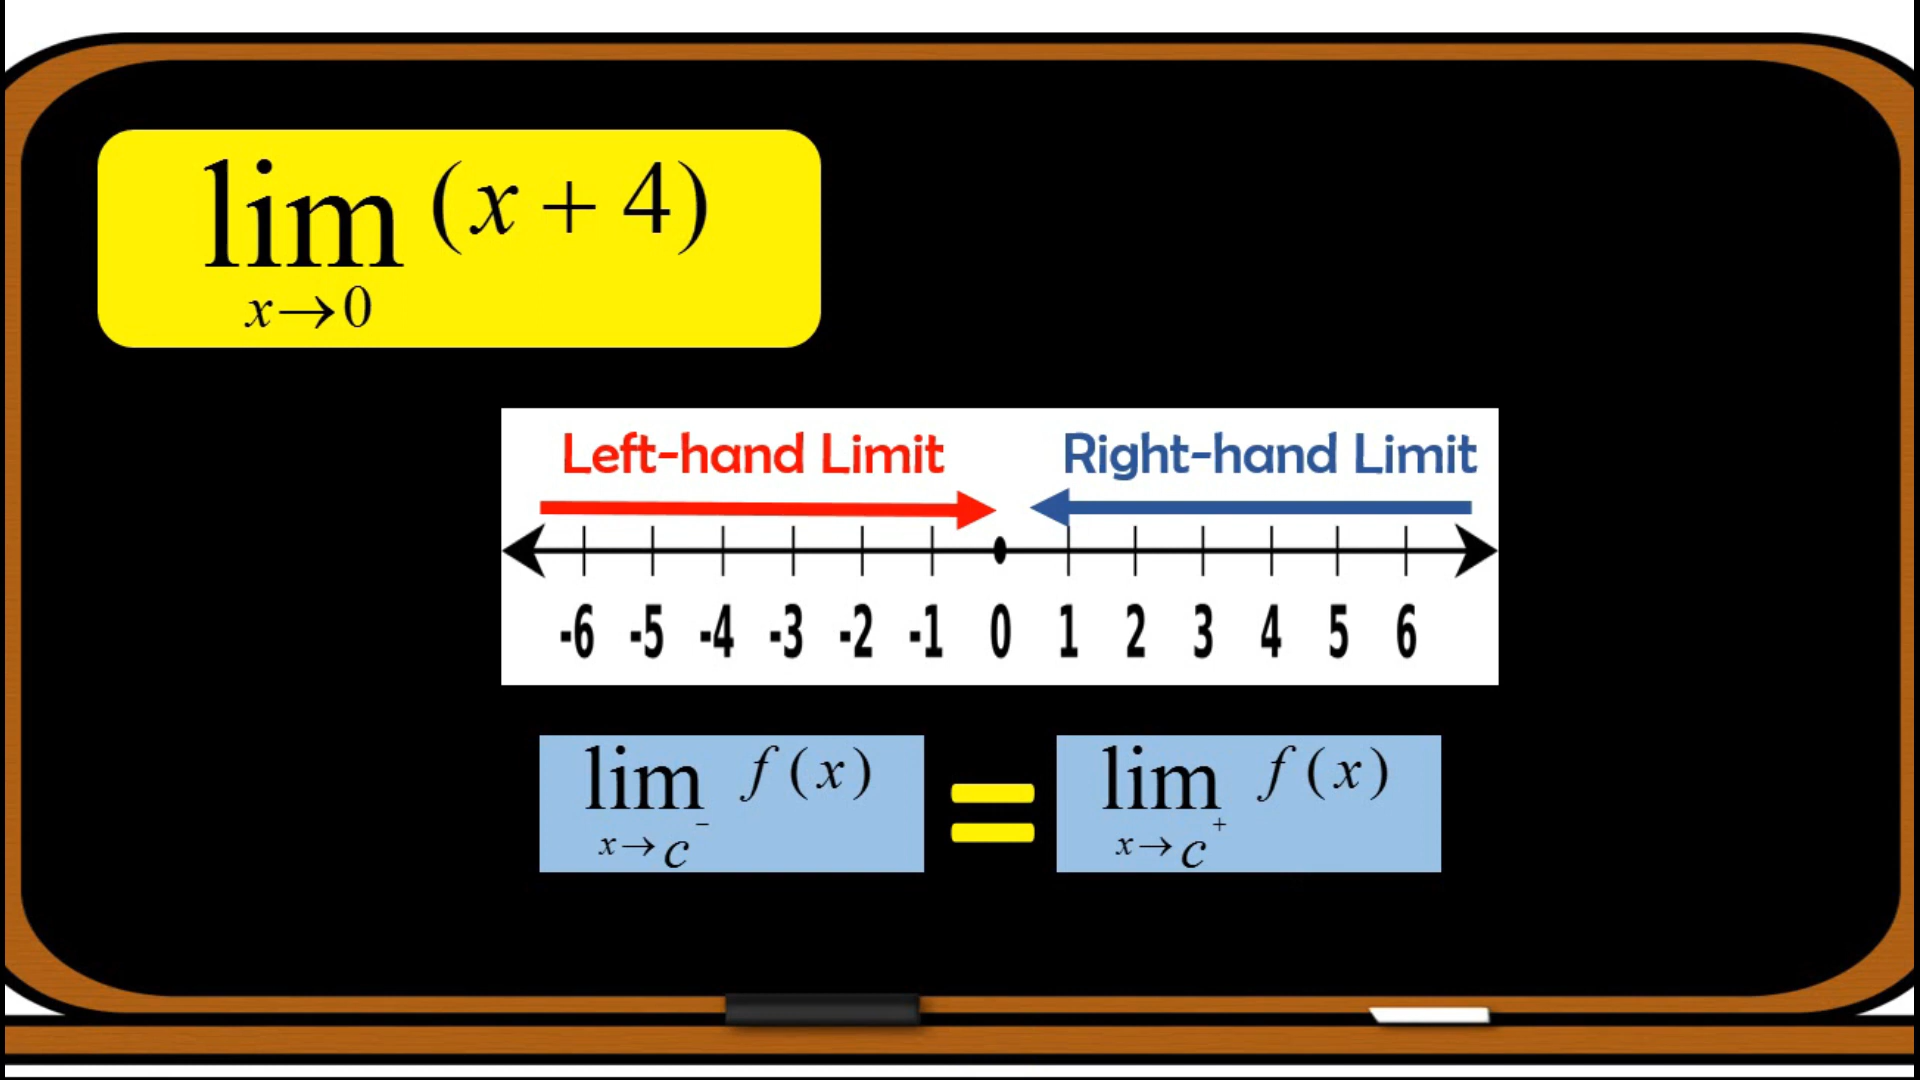 lim (x + 4)
x→0
Left-hand Limit Right-hand Limit
-6 -5 -4 -3 -2 -1 0 1 2 3 4 5 6
lim f(x) = lim f(x)
x→c⁻ x→c⁺